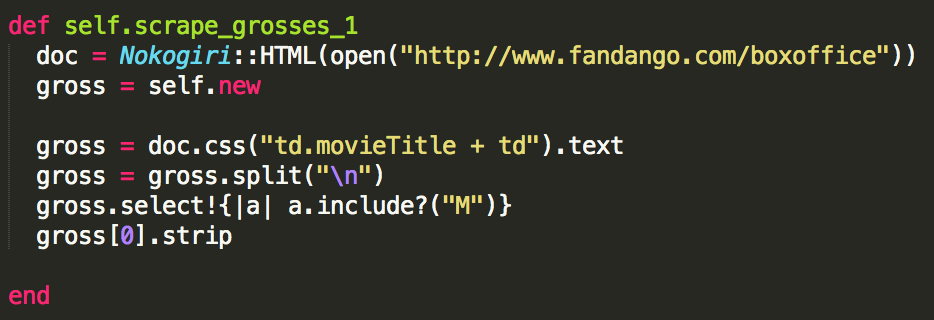 def self.scrape_grosses_1
  doc = Nokogiri::HTML(open("http://www.fandango.com/boxoffice"))
  gross = self.new

  gross = doc.css("td.movieTitle + td").text
  gross = gross.split("\n")
  gross.select!{|a| a.include?("M")}
  gross[0].strip

end